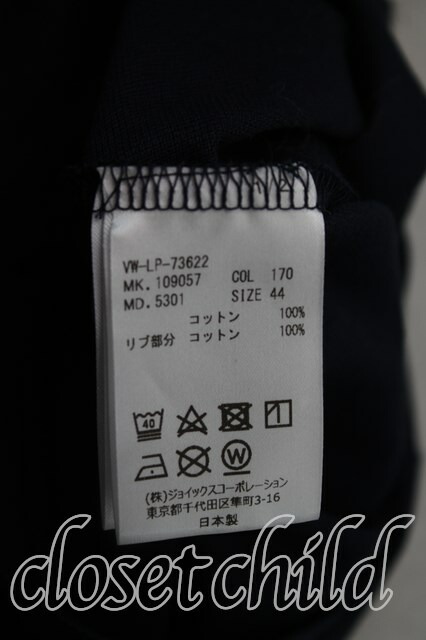 VW-LP-73622
MK. 109057 COL 170
MD. 5301 SIZE 44
コットン 100%
リブ部分 コットン 100%
40
W
(株)ジョイックスコーポレーション
東京都千代田区隼町3-16
日本製
closetchild